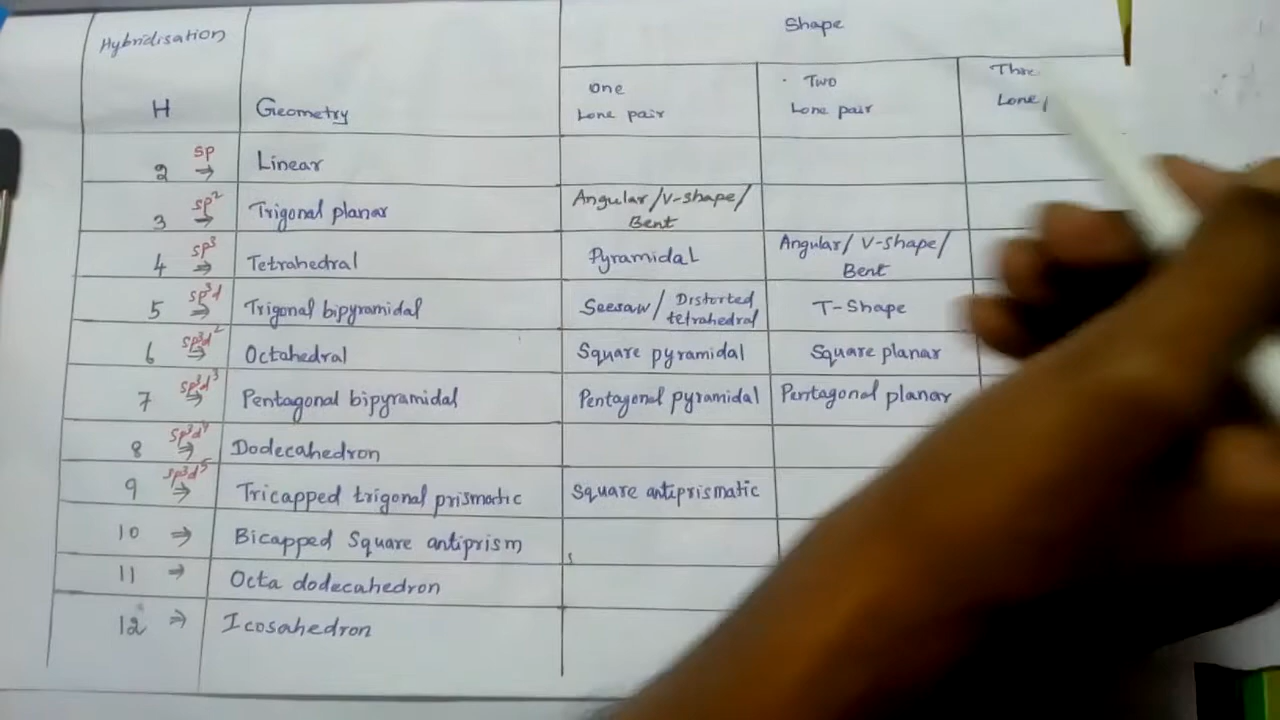 Hybridisation
Shape
H
Geometry
One
Lone pair
Two
Lone pair
Lone
2 sp ⇒ Linear
3 sp² ⇒ Trigonal planar Angular/V-shape/
Bent
4 sp³ ⇒ Tetrahedral Pyramidal Angular/ V-shape/
Bent
5 sp³d ⇒ Trigonal bipyramidal Seesaw/ Distorted
tetrahedral T-Shape
6 sp³d² ⇒ Octahedral Square pyramidal Square planar
7 sp³d³ ⇒ Pentagonal bipyramidal Pentagonal pyramidal Pentagonal planar
8 sp³d⁴ ⇒ Dodecahedron
9 sp³d⁵ ⇒ Tricapped trigonal prismatic Square antiprismatic
10 ⇒ Bicapped Square antiprism
11 ⇒ Octa dodecahedron
12 ⇒ Icosahedron